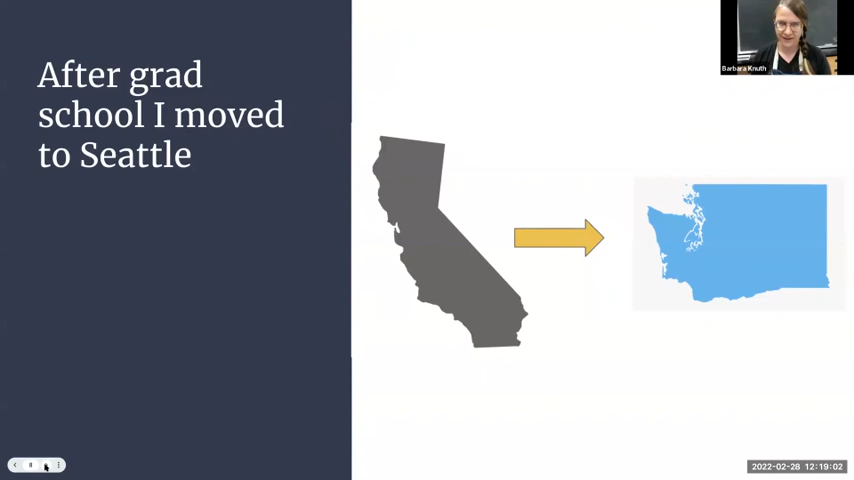 After grad
school I moved
to Seattle
Barbara Knuth
2022-02-28 12:19:02